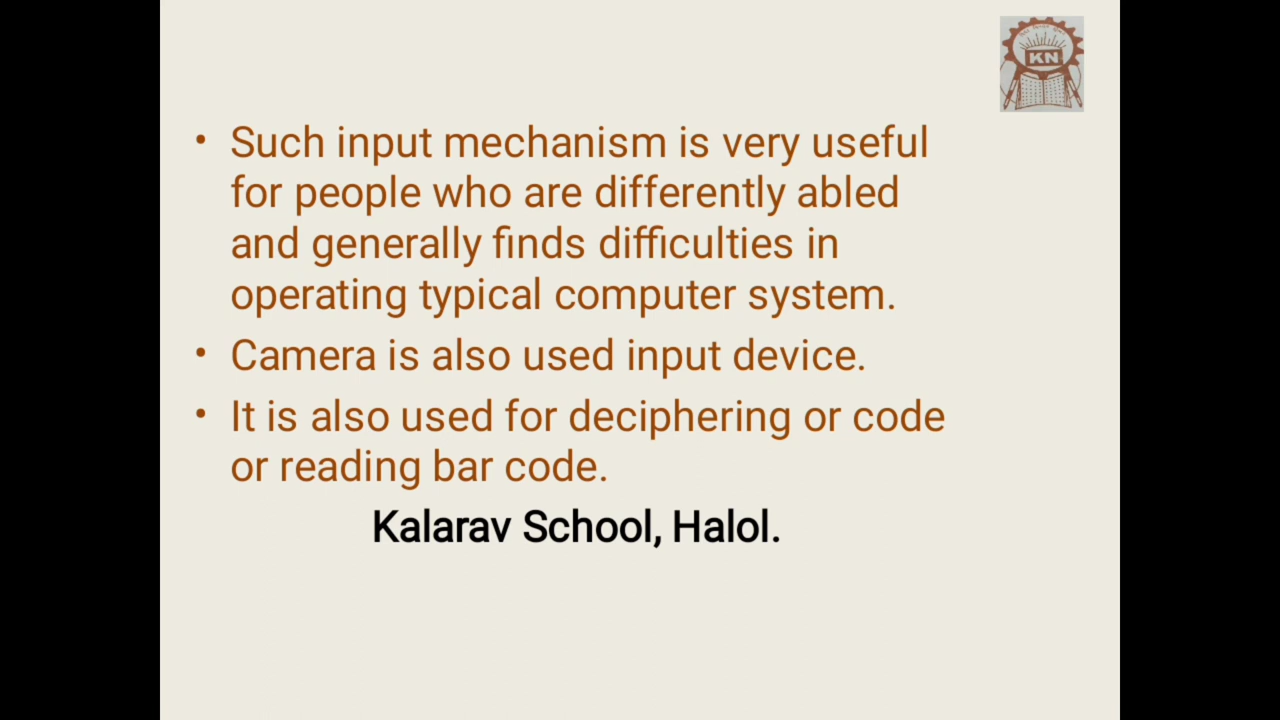 KN
• Such input mechanism is very useful
for people who are differently abled
and generally finds difficulties in
operating typical computer system.
• Camera is also used input device.
• It is also used for deciphering or code
or reading bar code.
Kalarav School, Halol.